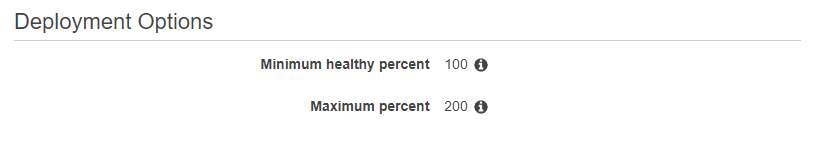 Deployment Options
Minimum healthy percent 100
Maximum percent 200